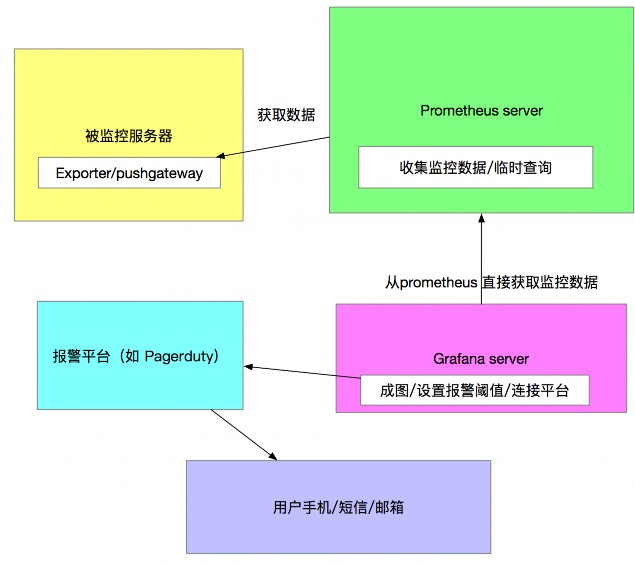 Prometheus server
获取数据
被监控服务器
Exporter/pushgateway
收集监控数据/临时查询
从prometheus 直接获取监控数据
报警平台（如 Pagerduty）
Grafana server
成图/设置报警阈值/连接平台
用户手机/短信/邮箱